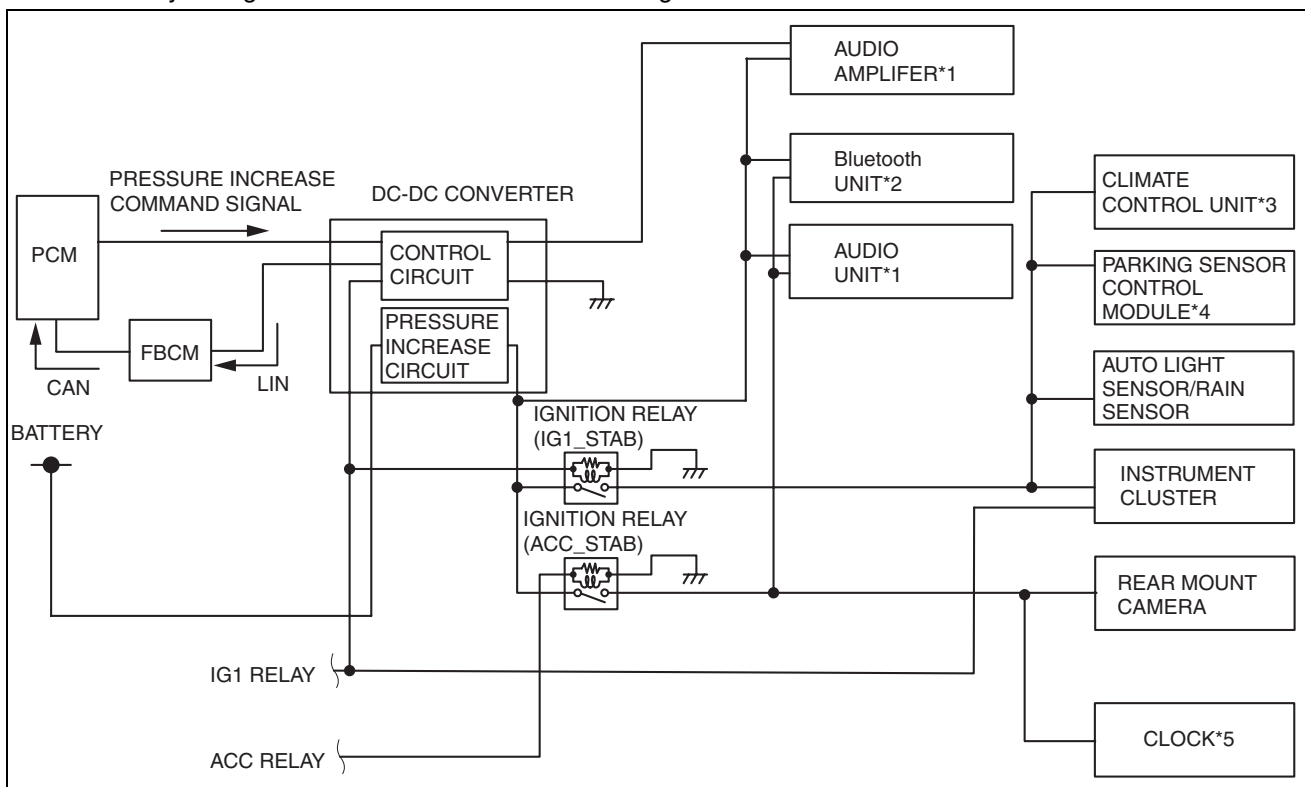 AUDIO
AMPLIFER*1
Bluetooth
UNIT*2
AUDIO
UNIT*1
PRESSURE INCREASE
COMMAND SIGNAL
DC-DC CONVERTER
PCM
CONTROL
CIRCUIT
PRESSURE
INCREASE
CIRCUIT
FBCM
CAN
LIN
BATTERY
IGNITION RELAY
(IG1_STAB)
IGNITION RELAY
(ACC_STAB)
IG1 RELAY
ACC RELAY
CLIMATE
CONTROL UNIT*3
PARKING SENSOR
CONTROL
MODULE*4
AUTO LIGHT
SENSOR/RAIN
SENSOR
INSTRUMENT
CLUSTER
REAR MOUNT
CAMERA
CLOCK*5